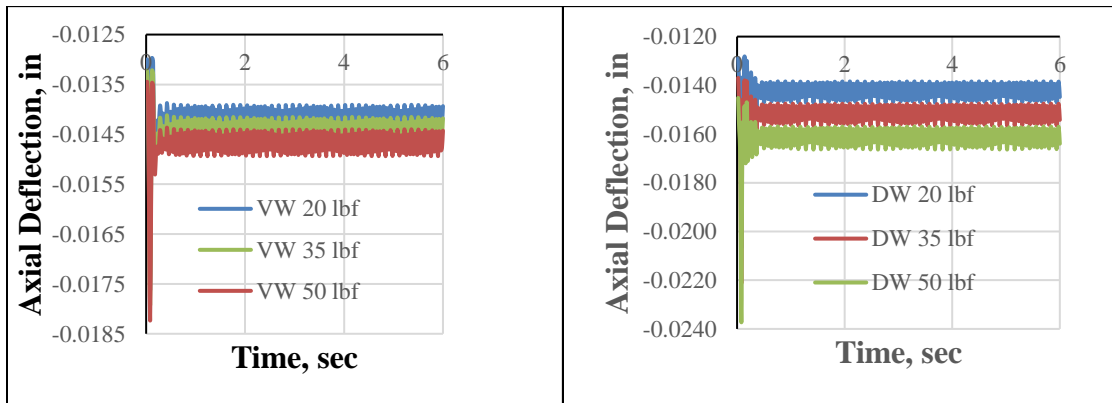 Axial Deflection, in
-0.0125
-0.0135
-0.0145
-0.0155
-0.0165
-0.0175
-0.0185
0 2 4 6
VW 20 lbf
VW 35 lbf
VW 50 lbf
Time, sec
Axial Deflection, in
-0.0120
-0.0140
-0.0160
-0.0180
-0.0200
-0.0220
-0.0240
0 2 4 6
DW 20 lbf
DW 35 lbf
DW 50 lbf
Time, sec